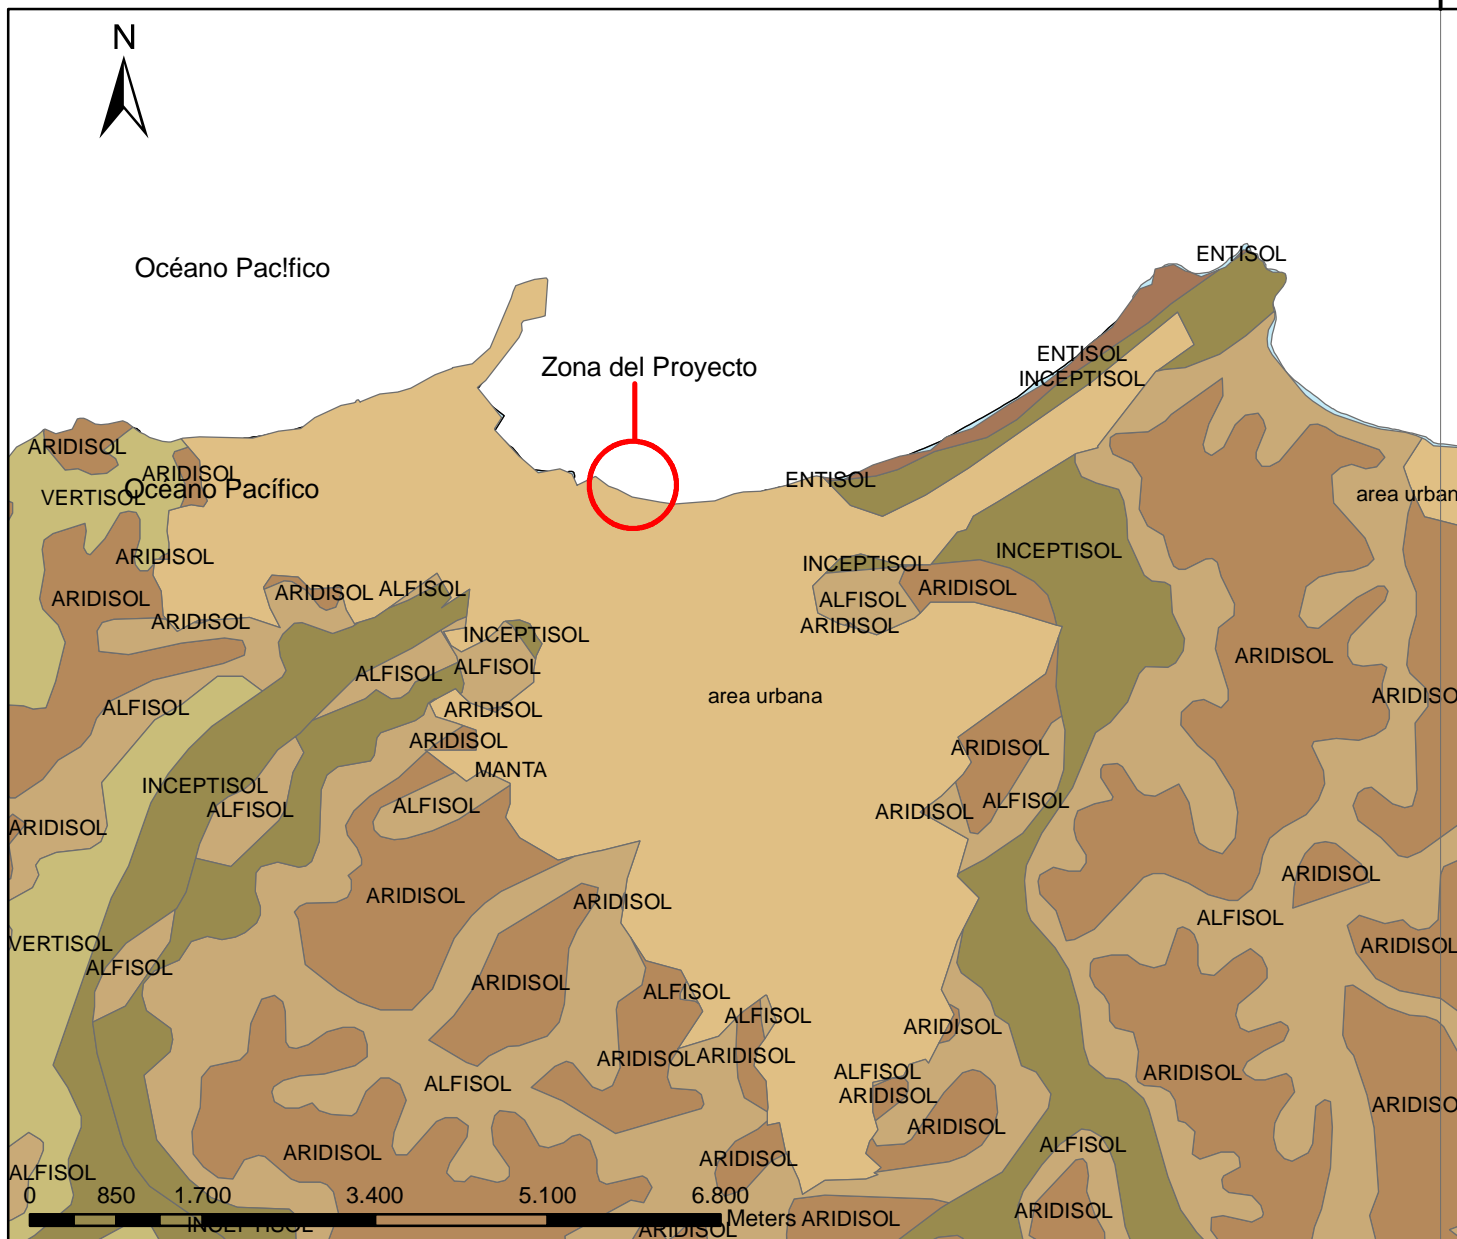 N
ENTISOL
Océano Pac!fico
ENTISOL
Zona del Proyecto
INCEPTISOL
ARIDISOL
ARIDISOL
ENTISOL
Océano Pacífico
VERTISOL
area urban
ARIDISOL
INCEPTISOL
INCEPTISOL
ARIDISOL
ALFISOL
ARIDISOL
ARIDISOL
ALFISOL
ARIDISOL
ARIDISOL
INCEPTISOL
ARIDISOL
ARIDISOL
ALFISOL
ALFISOL
area urbana
ARIDISO
ALFISOL
ARIDISOL
ARIDISOL
ARIDISOL
MANTA
INCEPTISOL
ALFISOL
ALFISOL
ALFISOL
ARIDISOL
ARIDISOL
ARIDISOL
ARIDISOL
ARIDISOL
ALFISOL
VERTISOL
ARIDISOL
ALFISOL
ARIDISOL
ALFISOL
ALFISOL
ARIDISOL
ARIDISOL
ARIDISOL
ALFISOL
ARIDISOL
ALFISOL
ARIDISOL
ARIDISO
ARIDISOL
ALFISOL
ARIDISOL
ARIDISOL
ALFISOL
0 850 1.700 3.400 5.100 6.800
ARIDISOL
Meters
ARIDISOL
INCEPTISOL
ARIDISOL